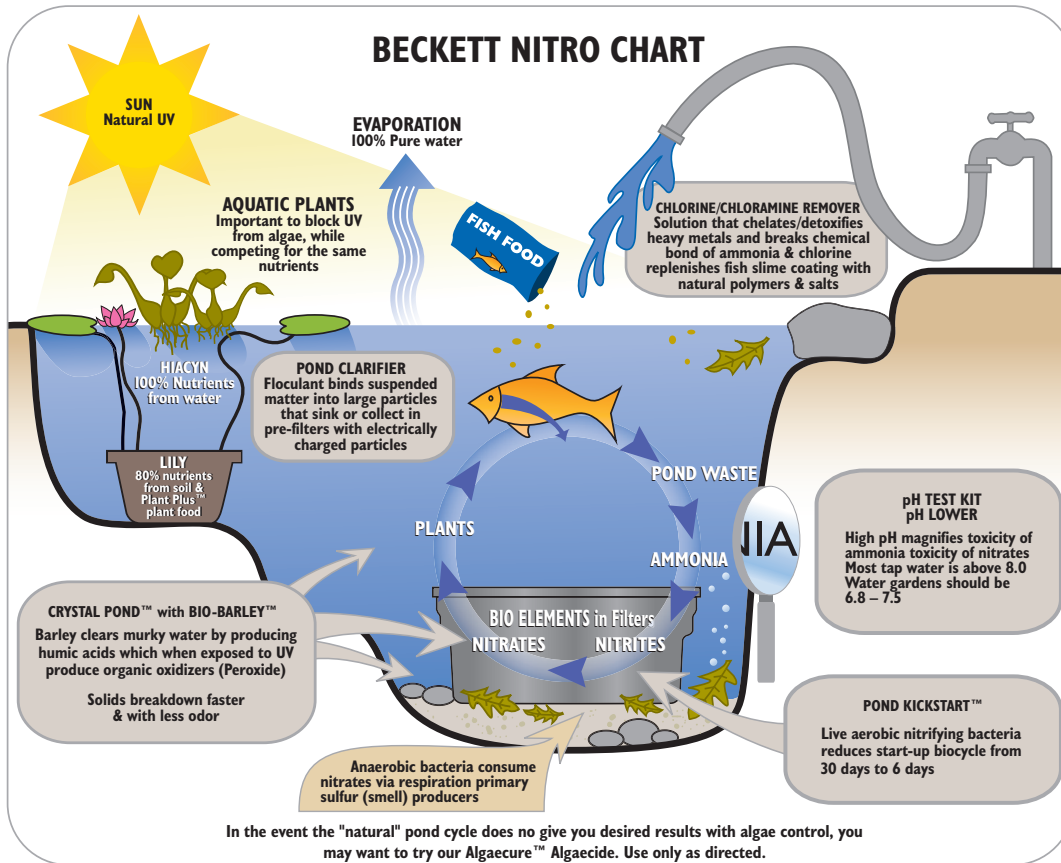 BECKETT NITRO CHART
SUN
Natural UV
EVAPORATION
100% Pure water
AQUATIC PLANTS
Important to block UV
from algae, while
competing for the same
nutrients
FISH FOOD
CHLORINE/CHLORAMINE REMOVER
Solution that chelates/detoxifies
heavy metals and breaks chemical
bond of ammonia & chlorine
replenishes fish slime coating with
natural polymers & salts
HIACYN
100% Nutrients
from water
POND CLARIFIER
Floculant binds suspended
matter into large particles
that sink or collect in
pre-filters with electrically
charged particles
LILY
80% nutrients
from soil &
Plant Plus™
plant food
POND WASTE
PLANTS
AMMONIA
NIA
pH TEST KIT
pH LOWER
High pH magnifies toxicity of
ammonia toxicity of nitrates
Most tap water is above 8.0
Water gardens should be
6.8 – 7.5
BIO ELEMENTS in Filters
NITRATES
NITRITES
CRYSTAL POND™ with BIO-BARLEY™
Barley clears murky water by producing
humic acids which when exposed to UV
produce organic oxidizers (Peroxide)
Solids breakdown faster
& with less odor
POND KICKSTART™
Live aerobic nitrifying bacteria
reduces start-up biocycle from
30 days to 6 days
Anaerobic bacteria consume
nitrates via respiration primary
sulfur (smell) producers
In the event the "natural" pond cycle does no give you desired results with algae control, you
may want to try our Algaecure™ Algaecide. Use only as directed.